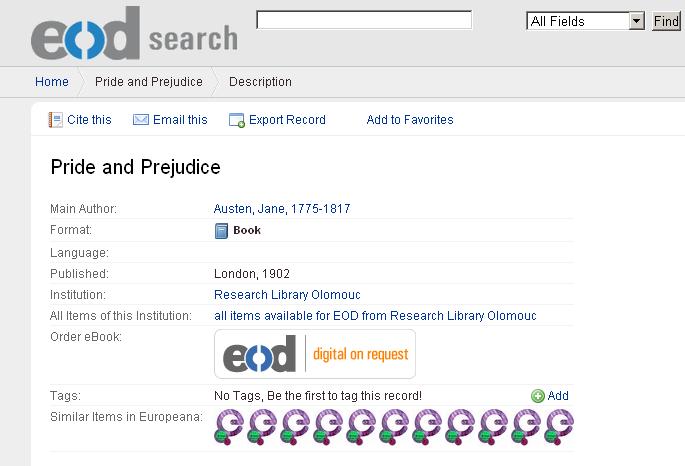 eod search
All Fields
Find
Home
Pride and Prejudice
Description
Cite this
Email this
Export Record
Add to Favorites
Pride and Prejudice
Main Author: Austen, Jane, 1775-1817
Format: Book
Language:
Published: London, 1902
Institution: Research Library Olomouc
All Items of this Institution: all items available for EOD from Research Library Olomouc
Order eBook:
eod digital on request
Tags: No Tags, Be the first to tag this record! Add
Similar Items in Europeana: